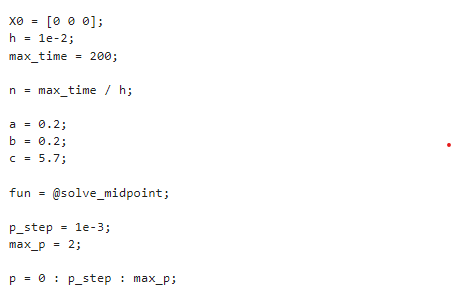 X0 = [0 0 0];
h = 1e-2;
max_time = 200;
n = max_time / h;
a = 0.2;
b = 0.2;
c = 5.7;
fun = @solve_midpoint;
p_step = 1e-3;
max_p = 2;
p = 0 : p_step : max_p;